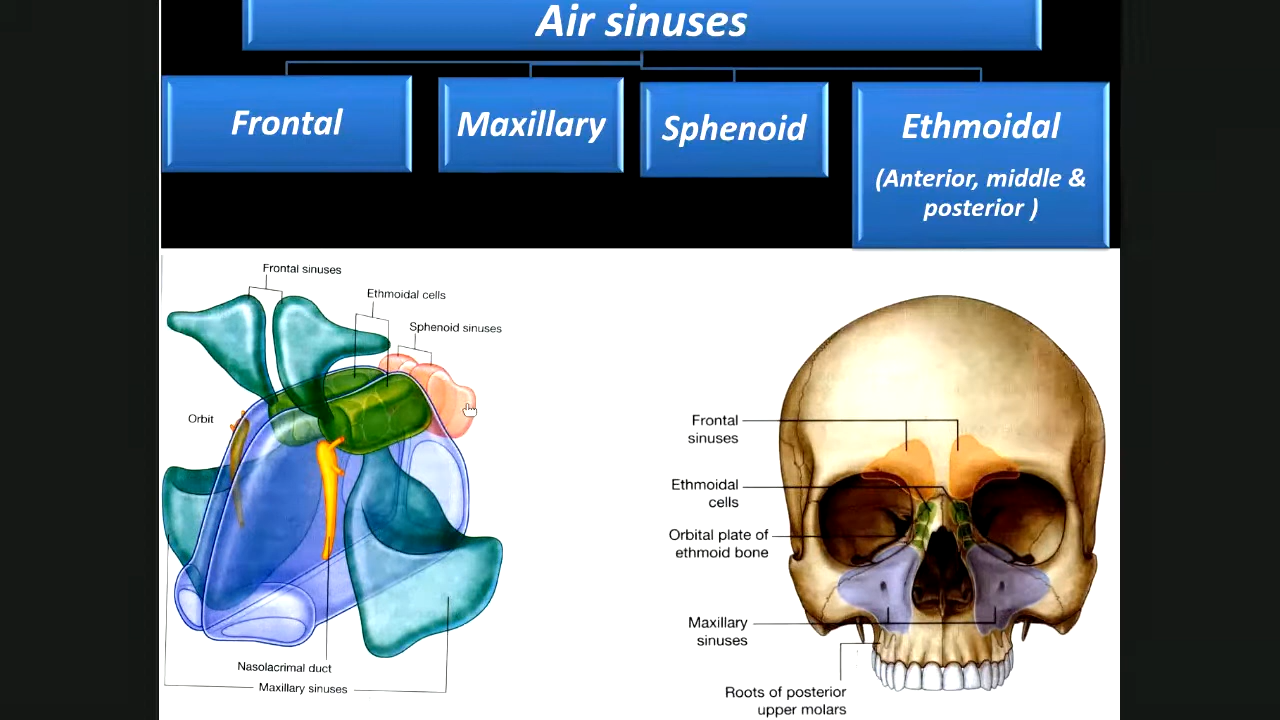 Air sinuses
Frontal
Maxillary
Sphenoid
Ethmoidal
(Anterior, middle &
posterior )
Frontal sinuses
Ethmoidal cells
Sphenoid sinuses
Orbit
Nasolacrimal duct
Maxillary sinuses
Frontal
sinuses
Ethmoidal
cells
Orbital plate of
ethmoid bone
Maxillary
sinuses
Roots of posterior
upper molars